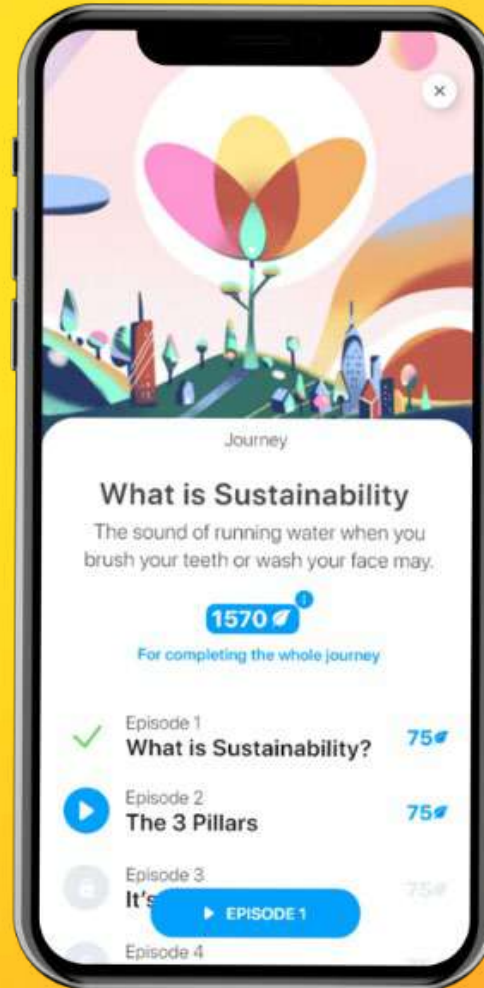 Journey
What is Sustainability
The sound of running water when you
brush your teeth or wash your face may.
1570
For completing the whole journey
Episode 1
What is Sustainability?
75
Episode 2
The 3 Pillars
75
Episode 3
It's
75
EPISODE 1
Episode 4